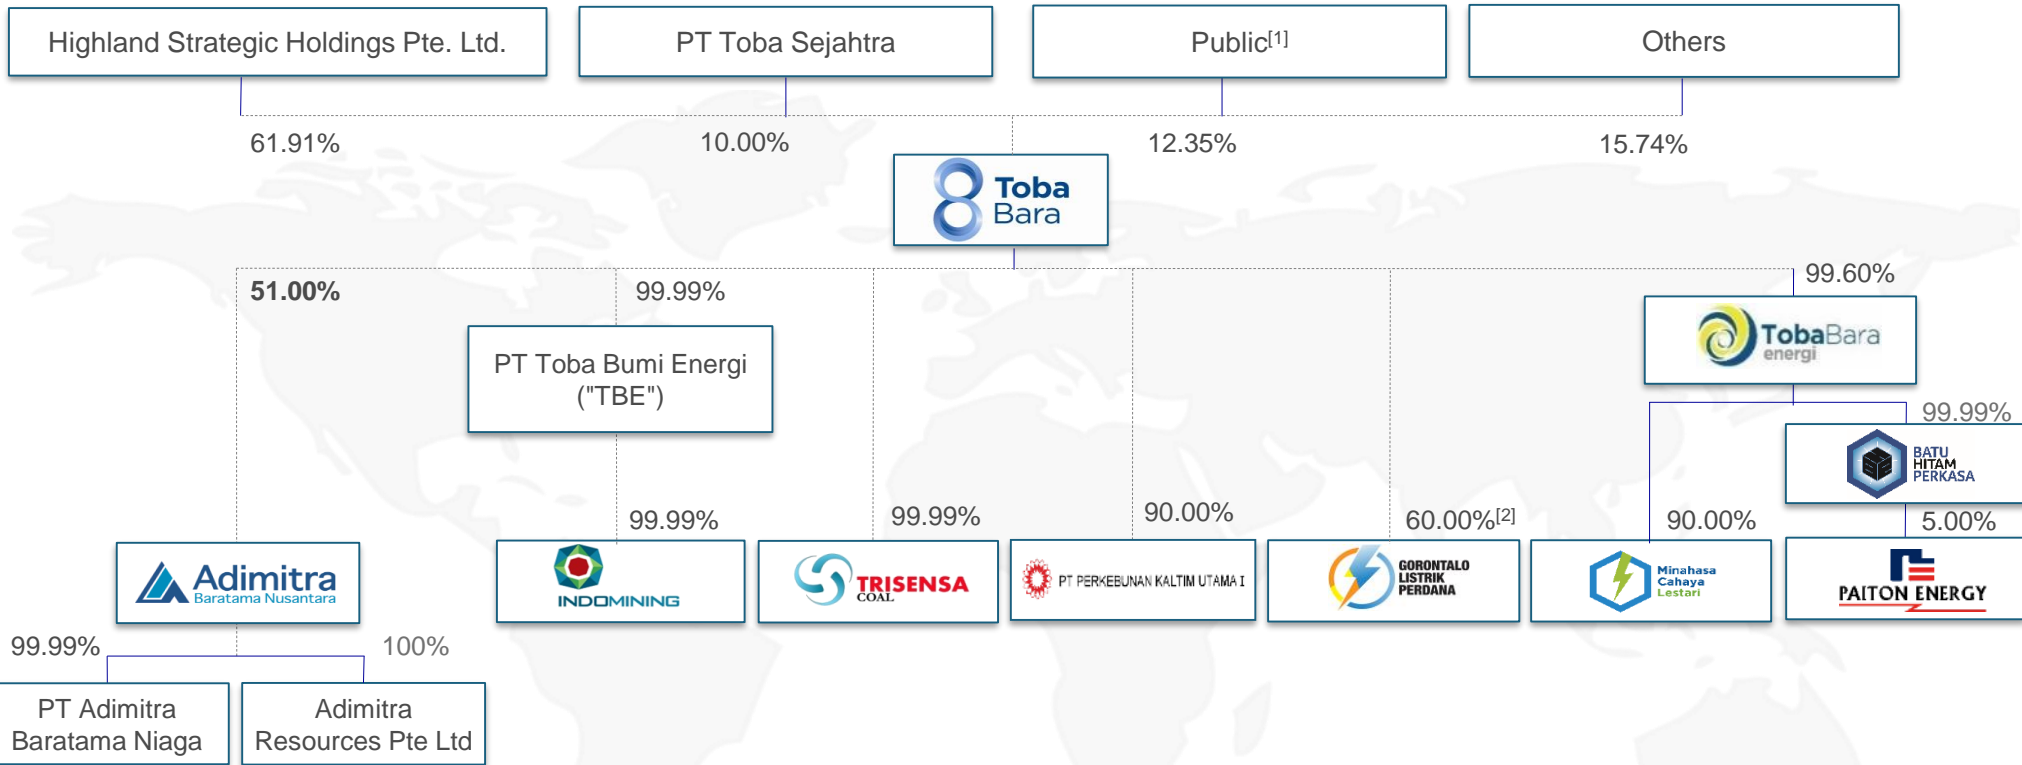 Highland Strategic Holdings Pte. Ltd.
PT Toba Sejahtra
Public[1]
Others
61.91%
10.00%
12.35%
15.74%
Toba
Bara
51.00%
99.99%
99.60%
PT Toba Bumi Energi
("TBE")
TobaBara
energi
99.99%
BATU
HITAM
PERKASA
99.99%
99.99%
90.00%
60.00%[2]
90.00%
5.00%
Adimitra
Baratama Nusantara
INDOMINING
TRISENSA
COAL
PT PERKEBUNAN KALTIM UTAMA I
GORONTALO
LISTRIK
PERDANA
Minahasa
Cahaya
Lestari
PAITON ENERGY
99.99%
100%
PT Adimitra
Baratama Niaga
Adimitra
Resources Pte Ltd